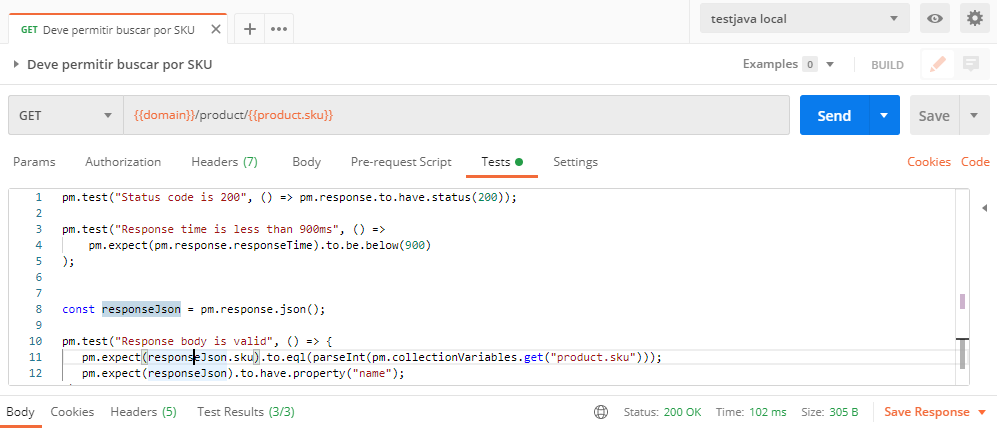 GET Deve permitir buscar por SKU
testjava local
Deve permitir buscar por SKU
Examples 0 BUILD
GET {{domain}}/product/{{product.sku}} Send Save
Params Authorization Headers (7) Body Pre-request Script Tests Settings Cookies Code
1 pm.test("Status code is 200", () => pm.response.to.have.status(200));
2
3 pm.test("Response time is less than 900ms", () =>
4 pm.expect(pm.response.responseTime).to.be.below(900)
5 );
6
7
8 const responseJson = pm.response.json();
9
10 pm.test("Response body is valid", () => {
11 pm.expect(responseJson.sku).to.eql(parseInt(pm.collectionVariables.get("product.sku")));
12 pm.expect(responseJson).to.have.property("name");
Body Cookies Headers (5) Test Results (3/3) Status: 200 OK Time: 102 ms Size: 305 B Save Response